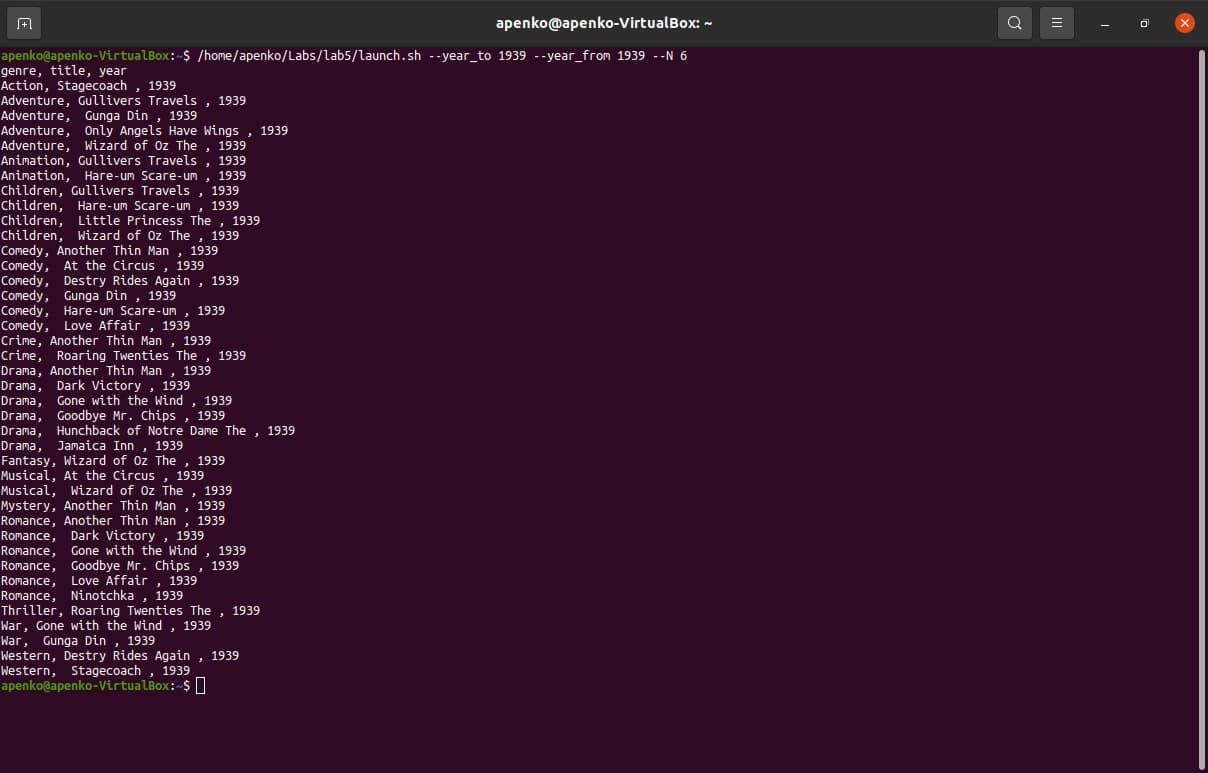 apenko@apenko-VirtualBox: ~
apenko@apenko-VirtualBox:~$ /home/apenko/Labs/lab5/launch.sh --year_to 1939 --year_from 1939 --N 6
genre, title, year
Action, Stagecoach , 1939
Adventure, Gullivers Travels , 1939
Adventure,  Gunga Din , 1939
Adventure,  Only Angels Have Wings , 1939
Adventure,  Wizard of Oz The , 1939
Animation, Gullivers Travels , 1939
Animation,  Hare-um Scare-um , 1939
Children, Gullivers Travels , 1939
Children,  Hare-um Scare-um , 1939
Children,  Little Princess The , 1939
Children,  Wizard of Oz The , 1939
Comedy, Another Thin Man , 1939
Comedy,  At the Circus , 1939
Comedy,  Destry Rides Again , 1939
Comedy,  Gunga Din , 1939
Comedy,  Hare-um Scare-um , 1939
Comedy,  Love Affair , 1939
Crime, Another Thin Man , 1939
Crime,  Roaring Twenties The , 1939
Drama, Another Thin Man , 1939
Drama,  Dark Victory , 1939
Drama,  Gone with the Wind , 1939
Drama,  Goodbye Mr. Chips , 1939
Drama,  Hunchback of Notre Dame The , 1939
Drama,  Jamaica Inn , 1939
Fantasy, Wizard of Oz The , 1939
Musical, At the Circus , 1939
Musical,  Wizard of Oz The , 1939
Mystery, Another Thin Man , 1939
Romance, Another Thin Man , 1939
Romance,  Dark Victory , 1939
Romance,  Gone with the Wind , 1939
Romance,  Goodbye Mr. Chips , 1939
Romance,  Love Affair , 1939
Romance,  Ninotchka , 1939
Thriller, Roaring Twenties The , 1939
War, Gone with the Wind , 1939
War,  Gunga Din , 1939
Western, Destry Rides Again , 1939
Western,  Stagecoach , 1939
apenko@apenko-VirtualBox:~$